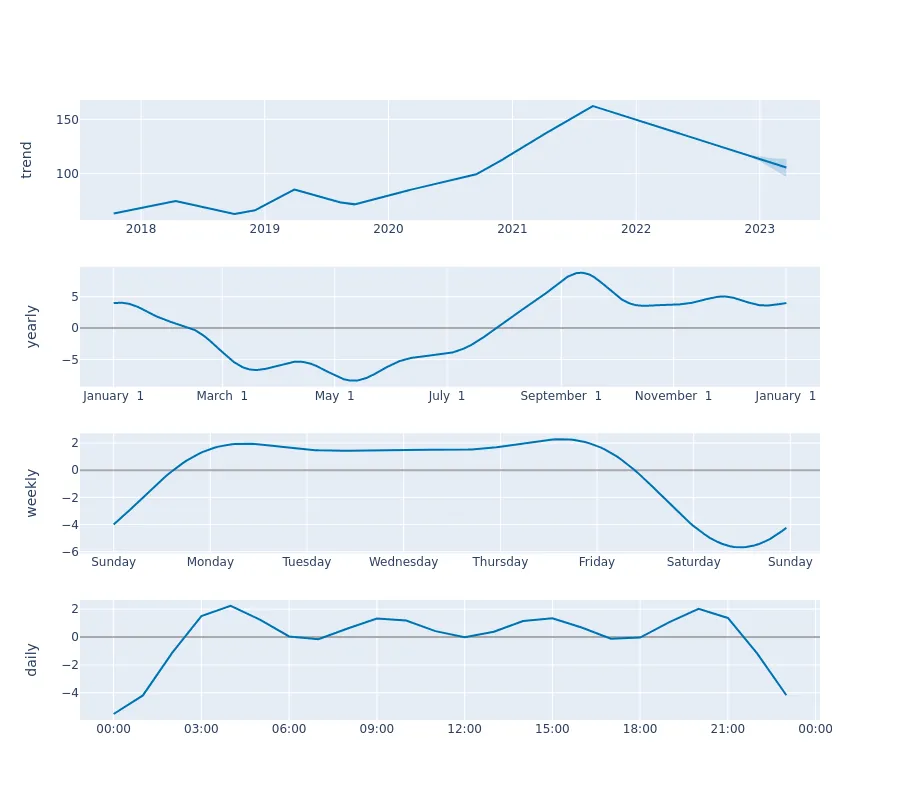 trend
150
100
2018 2019 2020 2021 2022 2023
yearly
5
0
−5
January 1 March 1 May 1 July 1 September 1 November 1 January 1
weekly
2
0
−2
−4
−6
Sunday Monday Tuesday Wednesday Thursday Friday Saturday Sunday
daily
2
0
−2
−4
00:00 03:00 06:00 09:00 12:00 15:00 18:00 21:00 00:00